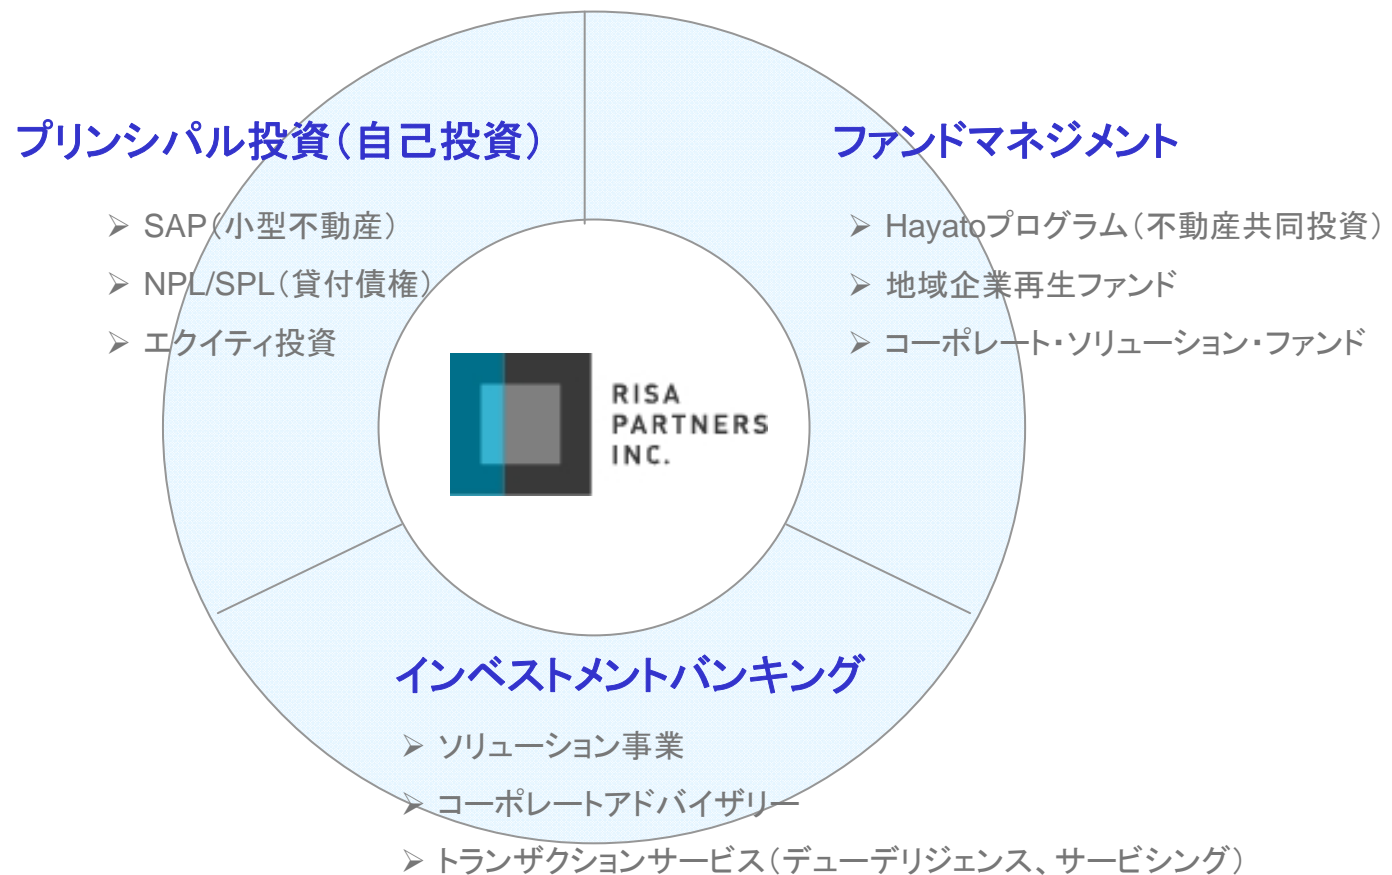 プリンシパル投資（自己投資）
➢ SAP（小型不動産）
➢ NPL/SPL（貸付債権）
➢ エクイティ投資
ファンドマネジメント
➢ Hayatoプログラム（不動産共同投資）
➢ 地域企業再生ファンド
➢ コーポレート・ソリューション・ファンド
RISA
PARTNERS
INC.
インベストメントバンキング
➢ ソリューション事業
➢ コーポレートアドバイザリー
➢ トランザクションサービス（デューデリジェンス、サービシング）